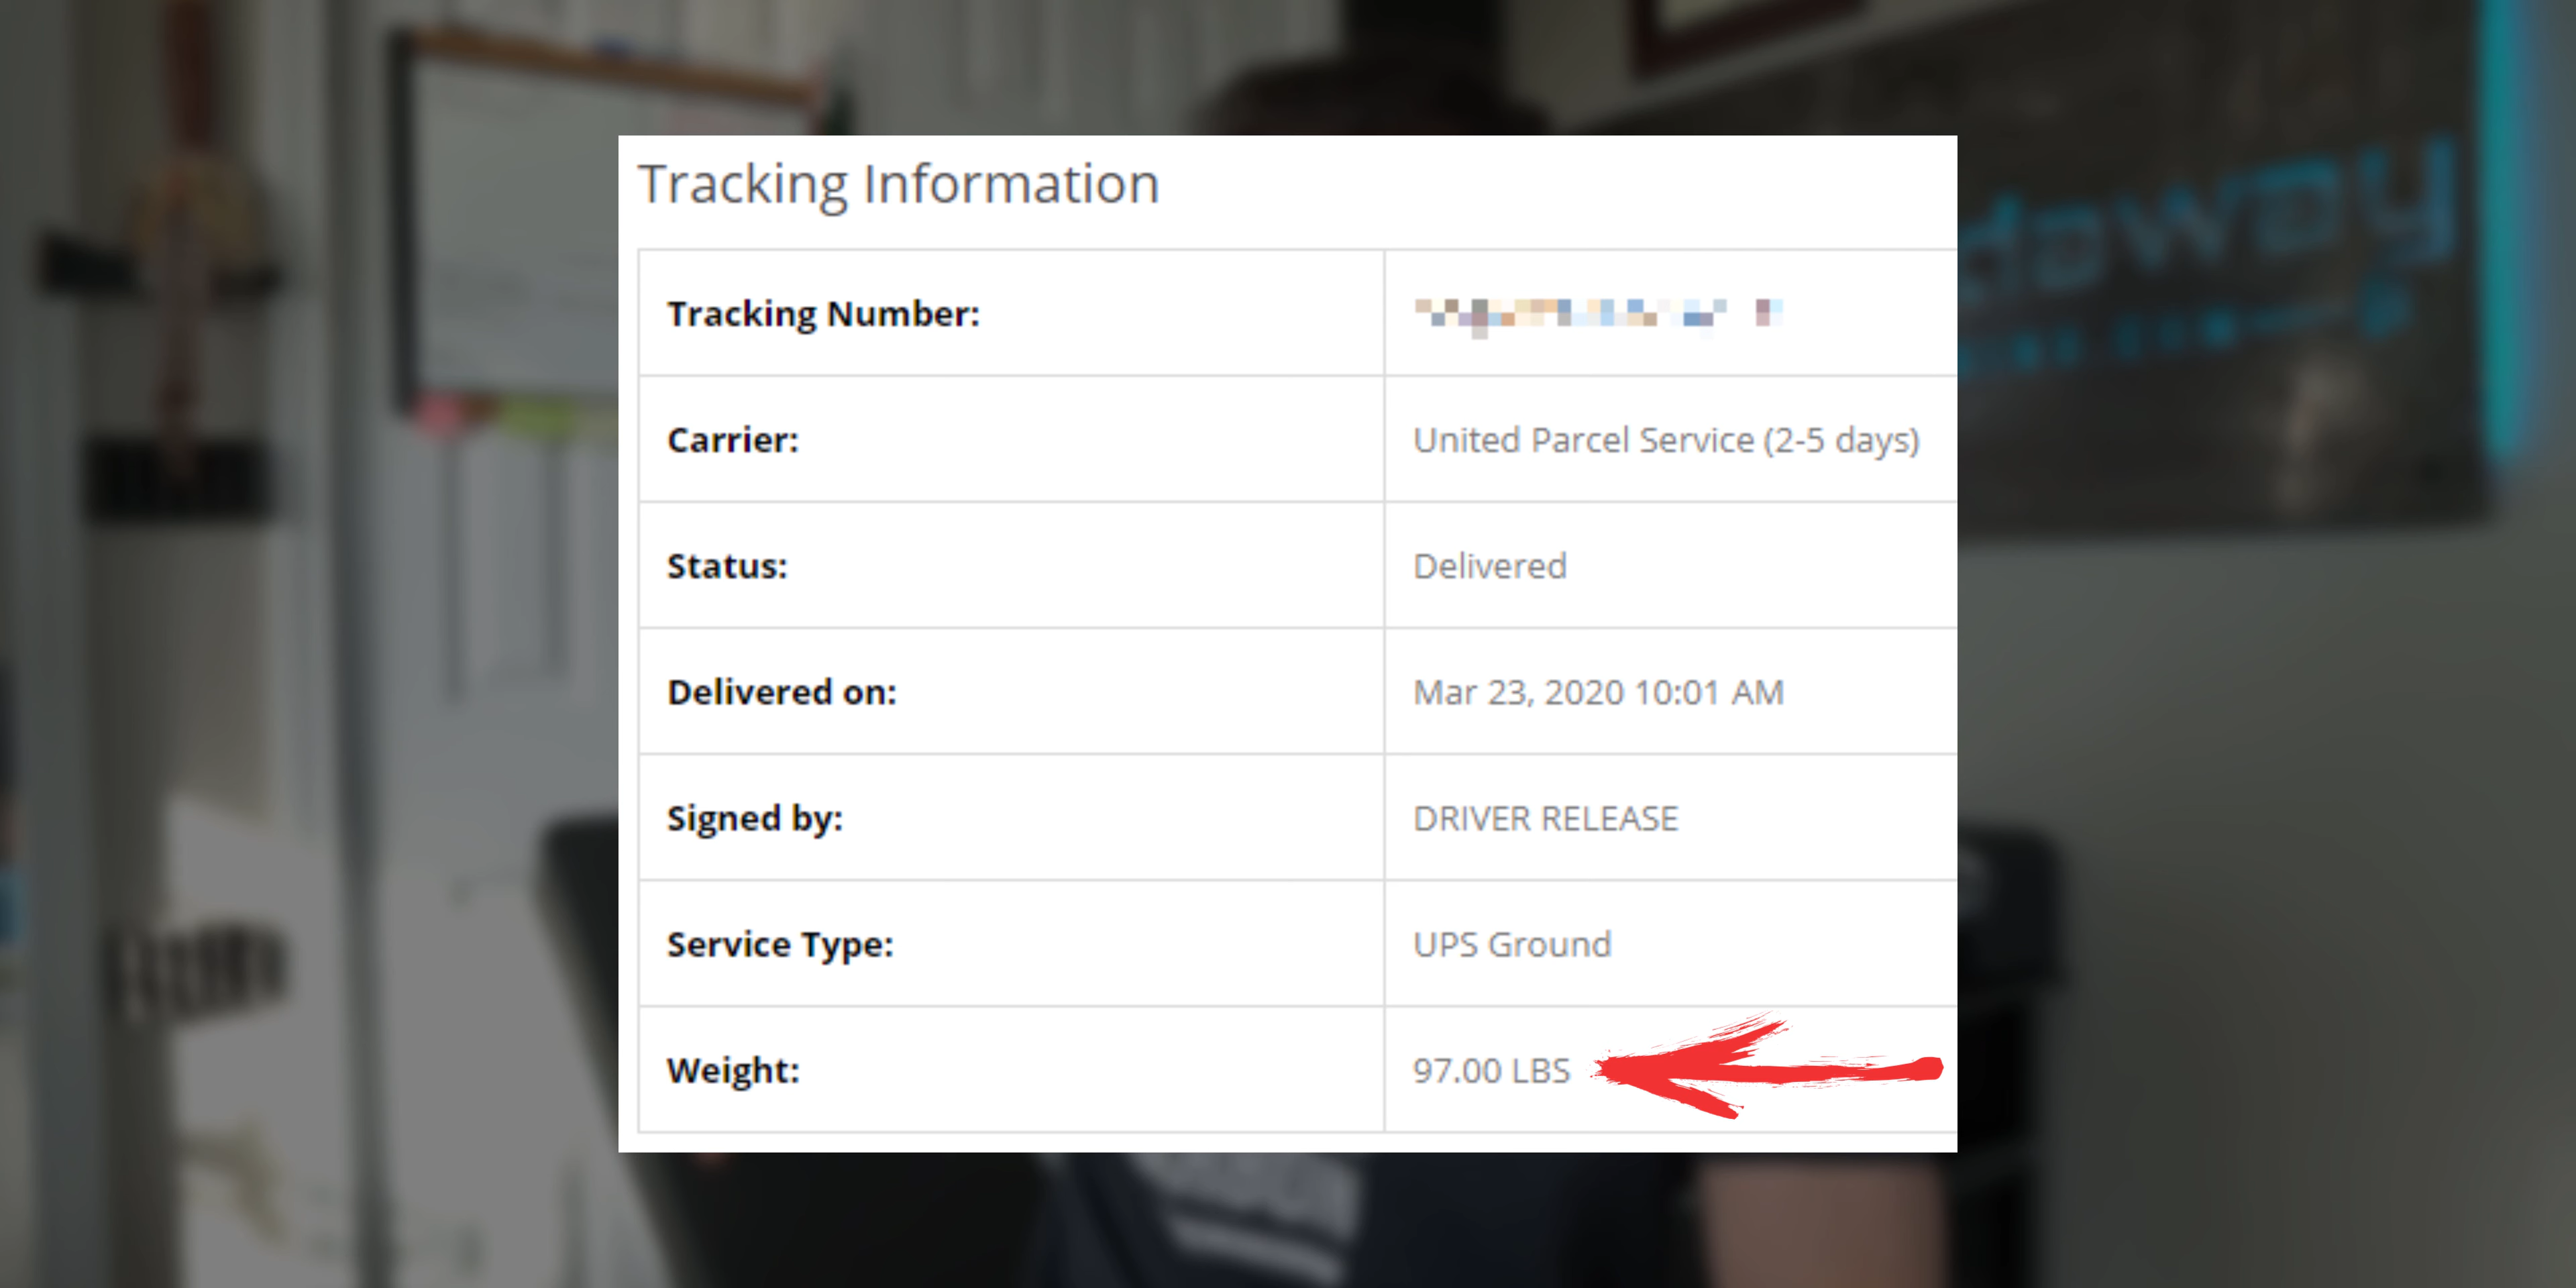 Tracking Information
Tracking Number:
Carrier: United Parcel Service (2-5 days)
Status: Delivered
Delivered on: Mar 23, 2020 10:01 AM
Signed by: DRIVER RELEASE
Service Type: UPS Ground
Weight: 97.00 LBS